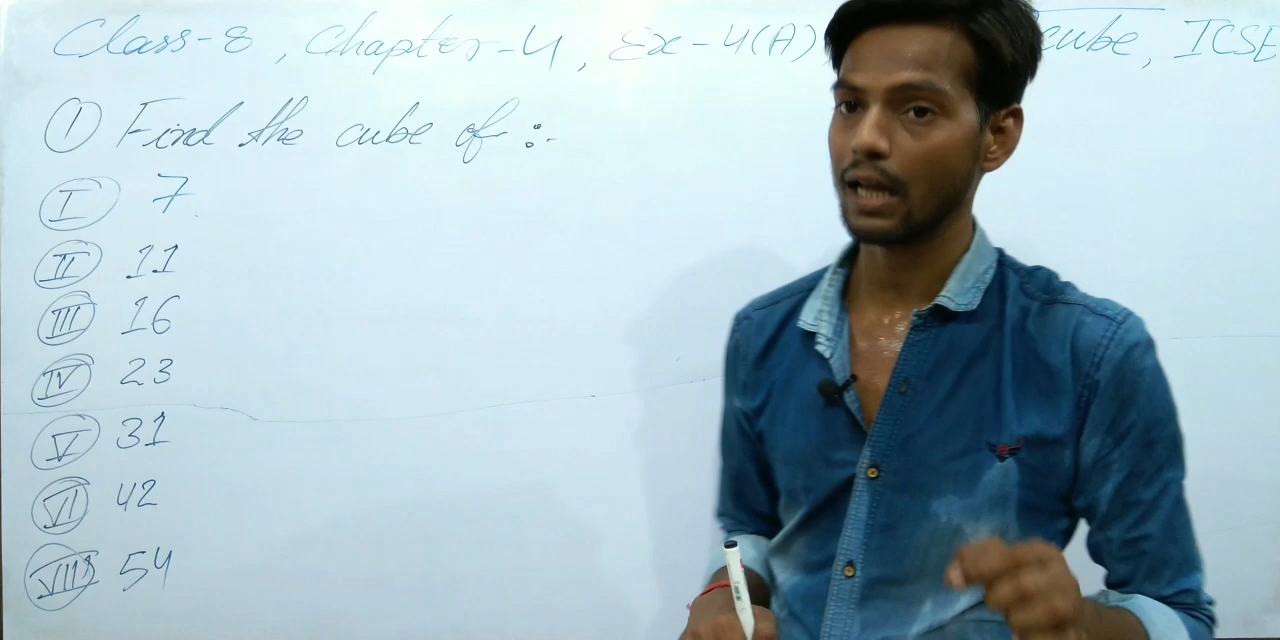 Class-8, Chapter-4, Ex-4(A) cube, ICSE
① Find the cube of :-
I 7
II 11
III 16
IV 23
V 31
VI 42
VII 54